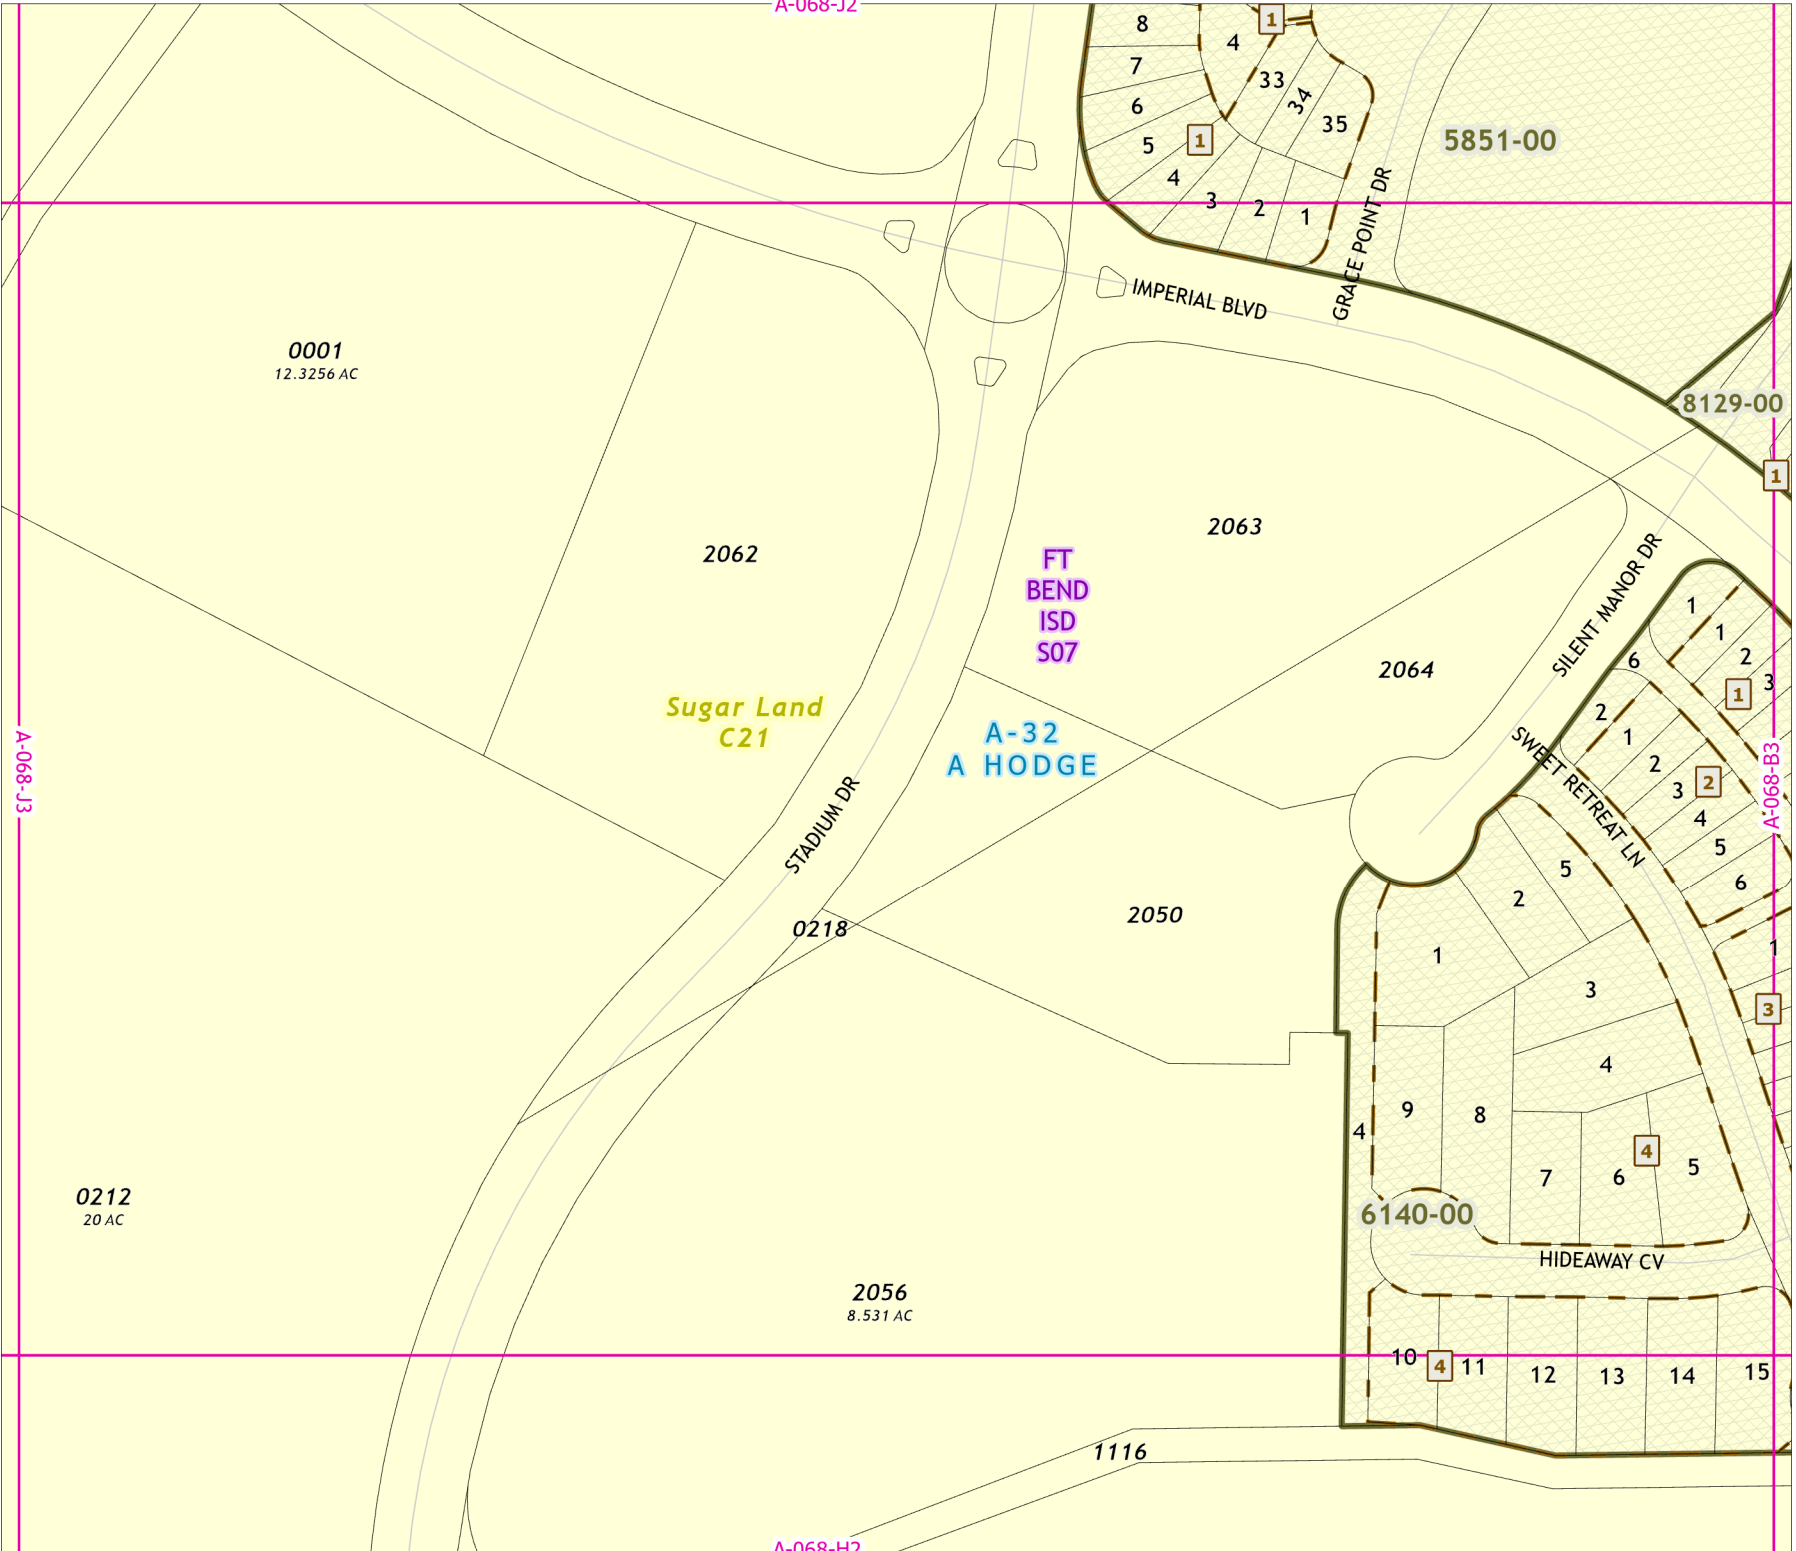 A-068-J2
8
4
1
7
33
34
6
35
5
1
5851-00
4
3
2
1
GRACE POINT DR
IMPERIAL BLVD
0001
12.3256 AC
8129-00
1
2063
2062
FT
BEND
ISD
S07
SILENT MANOR DR
1
1
2
6
3
1
2064
Sugar Land
C21
A-32
A HODGE
2
1
2
3
2
4
5
6
SWEET RETREAT LN
A-068-J3
A-068-B3
STADIUM DR
0218
2050
5
2
1
1
3
3
4
9
8
4
7
6
4
5
0212
20 AC
6140-00
HIDEAWAY CV
2056
8.531 AC
10
4
11
12
13
14
15
1116
A-068-H2